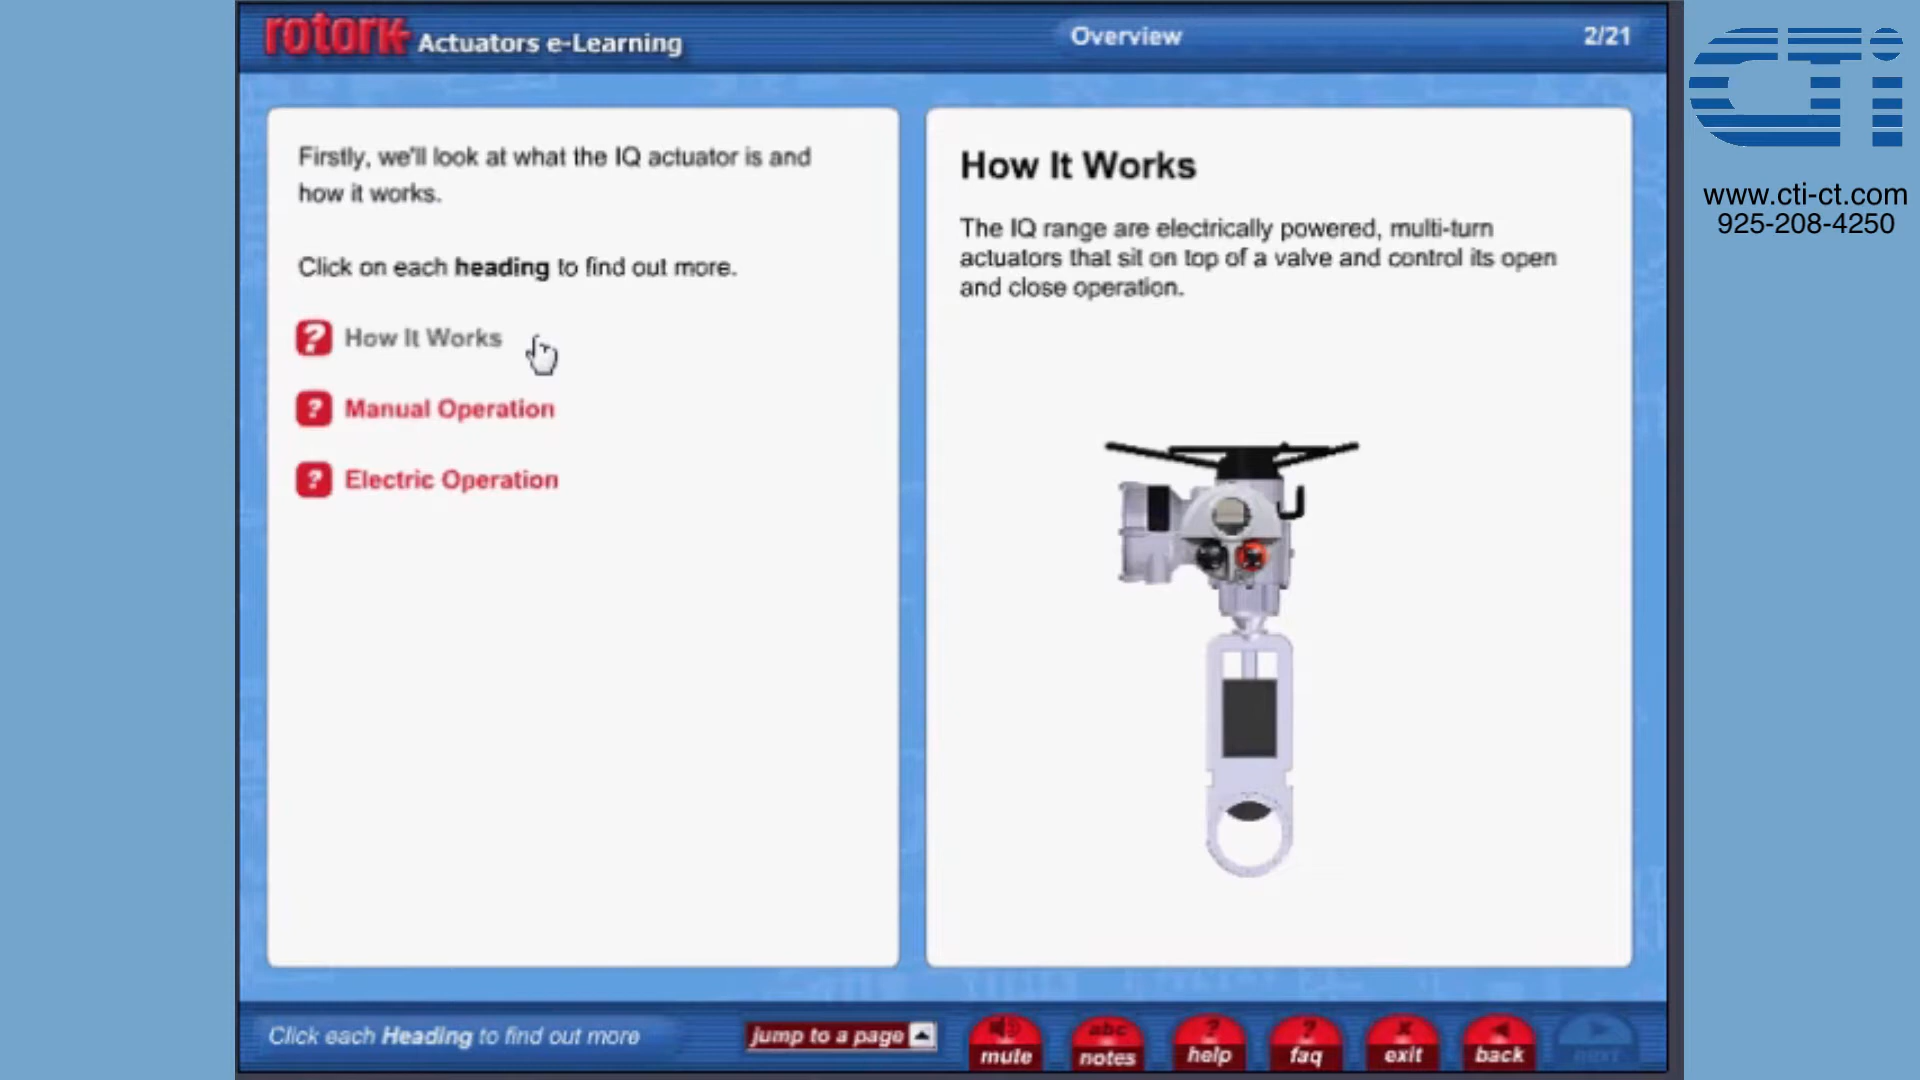 rotork Actuators e-Learning
Overview
2/21
CTi
www.cti-ct.com
925-208-4250
Firstly, we'll look at what the IQ actuator is and
how it works.
Click on each heading to find out more.
? How It Works
? Manual Operation
? Electric Operation
How It Works
The IQ range are electrically powered, multi-turn
actuators that sit on top of a valve and control its open
and close operation.
Click each Heading to find out more
jump to a page
mute
abc
notes
?
help
?
faq
x
exit
back
next